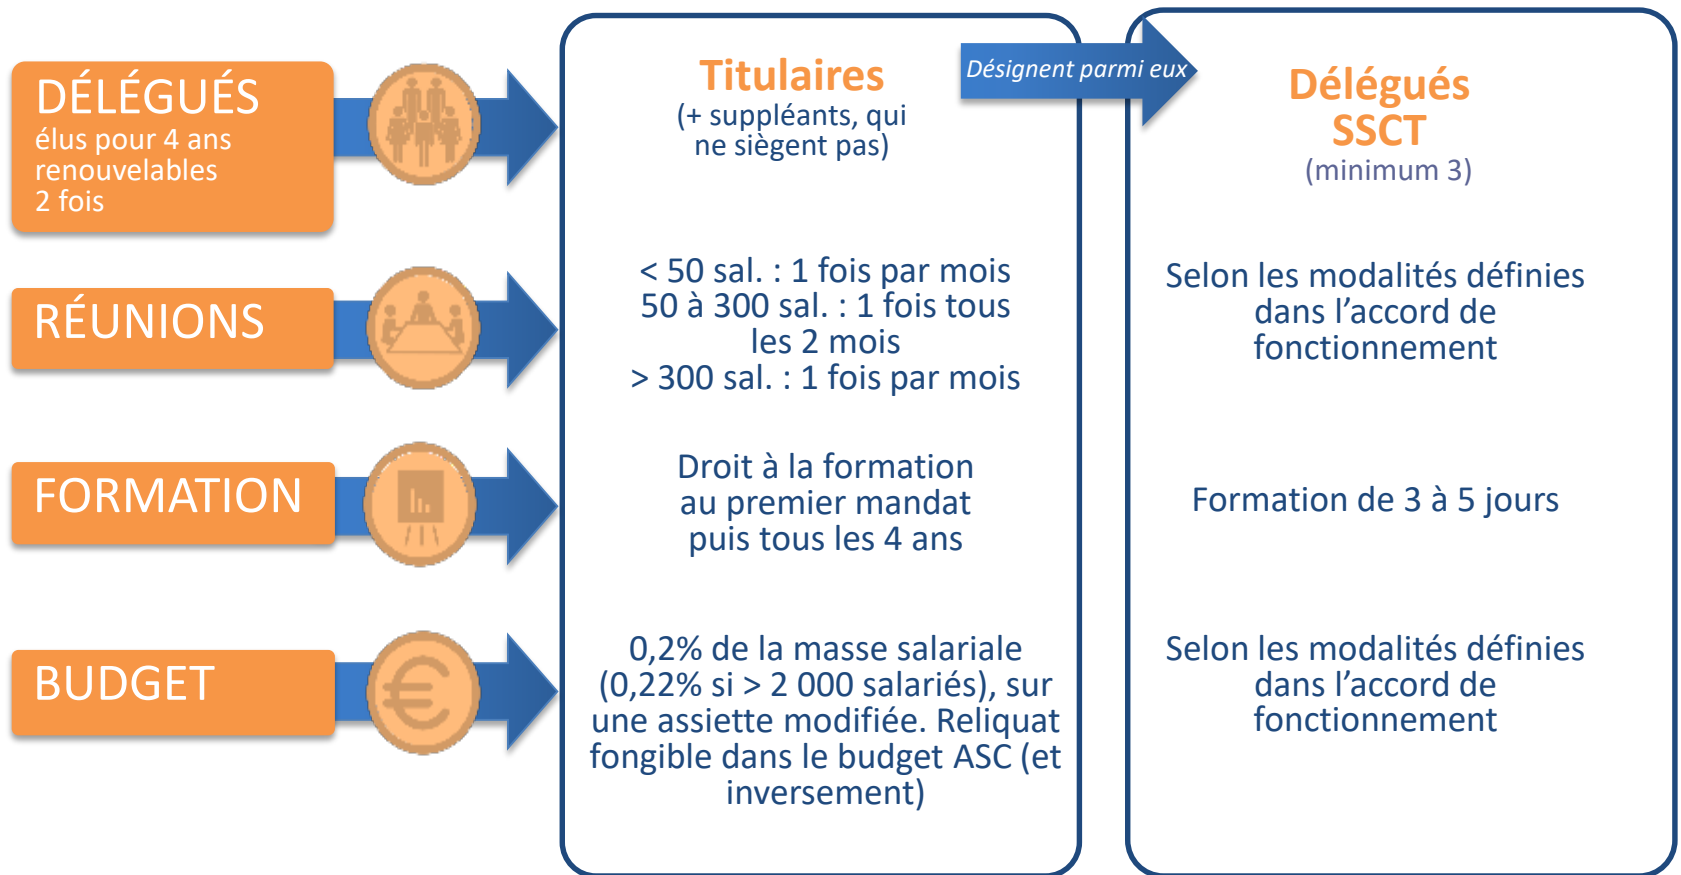 DÉLÉGUÉS
élus pour 4 ans
renouvelables
2 fois
Titulaires
(+ suppléants, qui
ne siègent pas)
Désignent parmi eux
Délégués
SSCT
(minimum 3)
RÉUNIONS
< 50 sal. : 1 fois par mois
50 à 300 sal. : 1 fois tous
les 2 mois
> 300 sal. : 1 fois par mois
Selon les modalités définies
dans l’accord de
fonctionnement
FORMATION
Droit à la formation
au premier mandat
puis tous les 4 ans
Formation de 3 à 5 jours
BUDGET
0,2% de la masse salariale
(0,22% si > 2 000 salariés), sur
une assiette modifiée. Reliquat
fongible dans le budget ASC (et
inversement)
Selon les modalités définies
dans l’accord de
fonctionnement